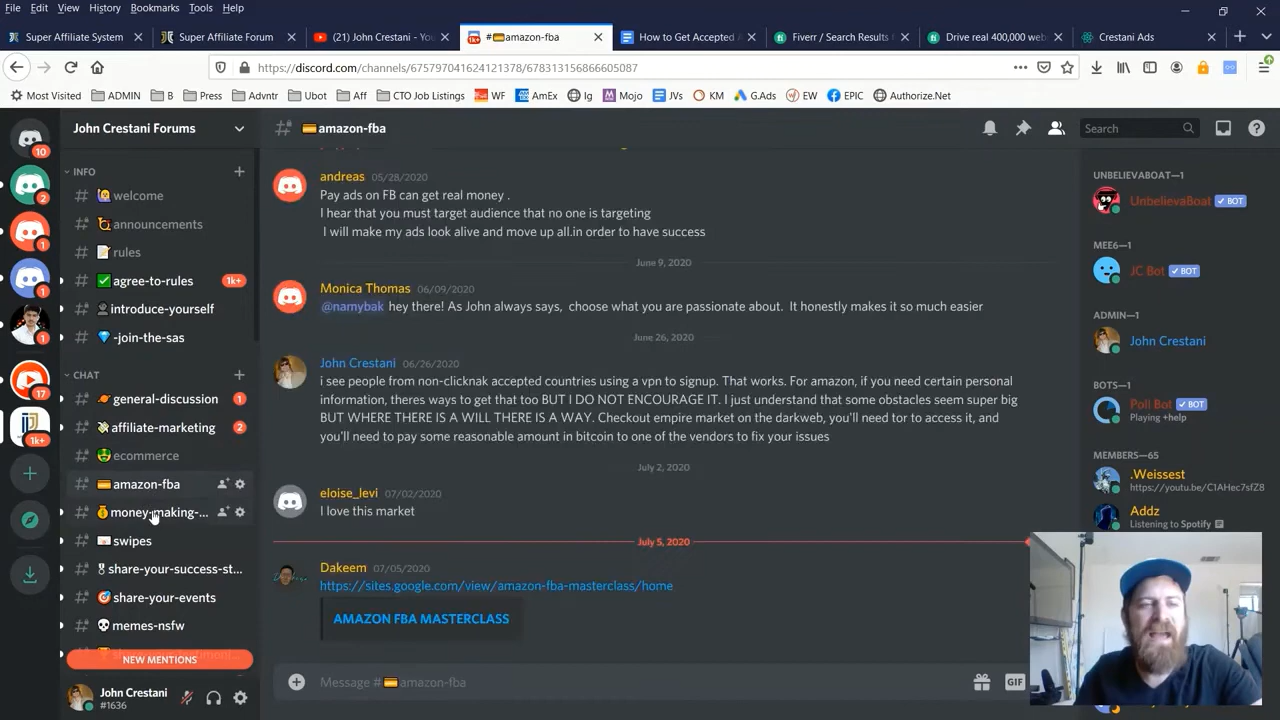 File Edit View History Bookmarks Tools Help
Super Affiliate System
Super Affiliate Forum
(21) John Crestani - You
#amazon-fba
How to Get Accepted
Fiverr / Search Results
Drive real 400,000 web
Crestani Ads
https://discord.com/channels/675797041624121378/678313156866605087
Most Visited ADMIN B Press Advntr Ubot Aff CTO Job Listings WF AmEx Ig Mojo JVs KM G.Ads EW EPIC Authorize.Net
John Crestani Forums
# amazon-fba
Search
10
2
1
1
1
17
1k+
INFO
# welcome
# announcements
# rules
# agree-to-rules 1k+
introduce-yourself
# -join-the-sas
CHAT
# general-discussion 1
# affiliate-marketing 2
# ecommerce
# amazon-fba
# money-making-...
# swipes
# share-your-success-st...
# share-your-events
# memes-nsfw
NEW MENTIONS
John Crestani
#1636
andreas 05/28/2020
Pay ads on FB can get real money .
I hear that you must target audience that no one is targeting
I will make my ads look alive and move up all.in order to have success
June 9, 2020
Monica Thomas 06/09/2020
@namybak hey there! As John always says, choose what you are passionate about. It honestly makes it so much easier
June 26, 2020
John Crestani 06/26/2020
i see people from non-clicknak accepted countries using a vpn to signup. That works. For amazon, if you need certain personal
information, theres ways to get that too BUT I DO NOT ENCOURAGE IT. I just understand that some obstacles seem super big
BUT WHERE THERE IS A WILL THERE IS A WAY. Checkout empire market on the darkweb, you'll need tor to access it, and
you'll need to pay some reasonable amount in bitcoin to one of the vendors to fix your issues
July 2, 2020
eloise_levi 07/02/2020
I love this market
July 5, 2020
Dakeem 07/05/2020
https://sites.google.com/view/amazon-fba-masterclass/home
AMAZON FBA MASTERCLASS
Message # amazon-fba
GIF
UNBELIEVABOAT—1
UnbelievaBoat BOT
MEE6—1
JC Bot BOT
ADMIN—1
John Crestani
BOTS—1
Poll Bot BOT
Playing +help
MEMBERS—65
.Weissest
https://youtu.be/C1AHec7sfZ8
Addz
Listening to Spotify